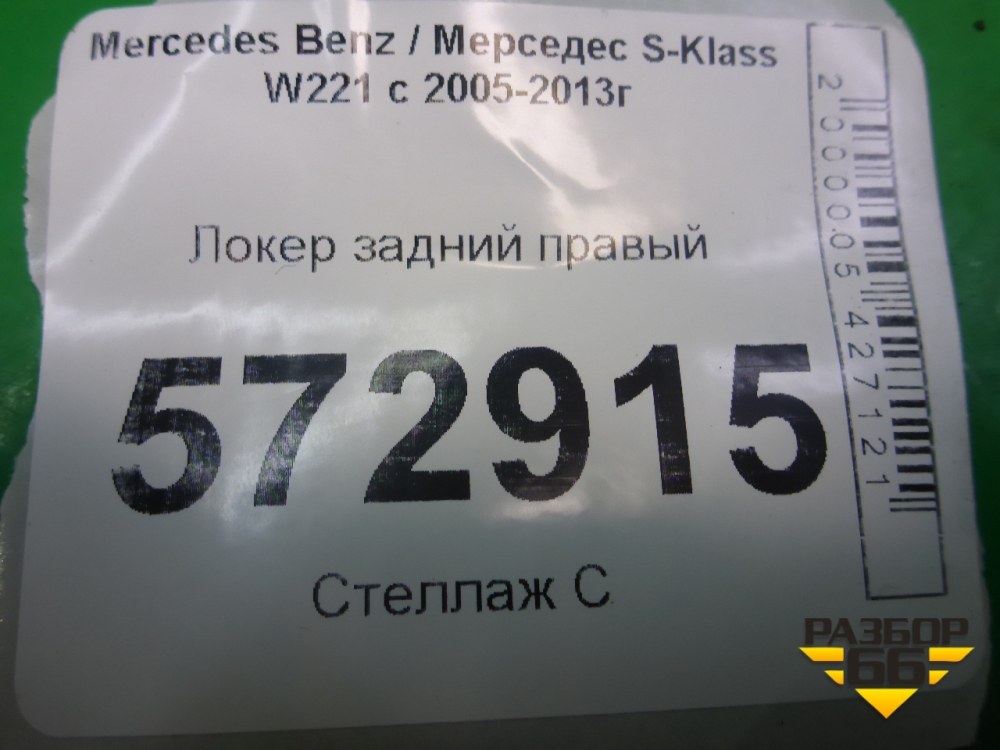 Mercedes Benz / Мерседес S-Klass
W221 с 2005-2013г
Локер задний правый
572915
Стеллаж С
2000005427121
РАЗБОР
66